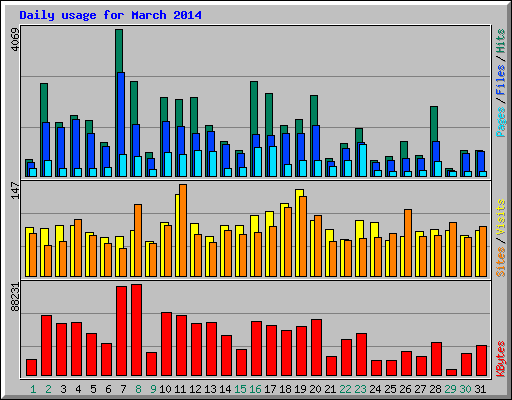 Daily usage for March 2014
4069
Pages / Files / Hits
147
Sites / Visits
88231
KBytes
1 2 3 4 5 6 7 8 9 10 11 12 13 14 15 16 17 18 19 20 21 22 23 24 25 26 27 28 29 30 31